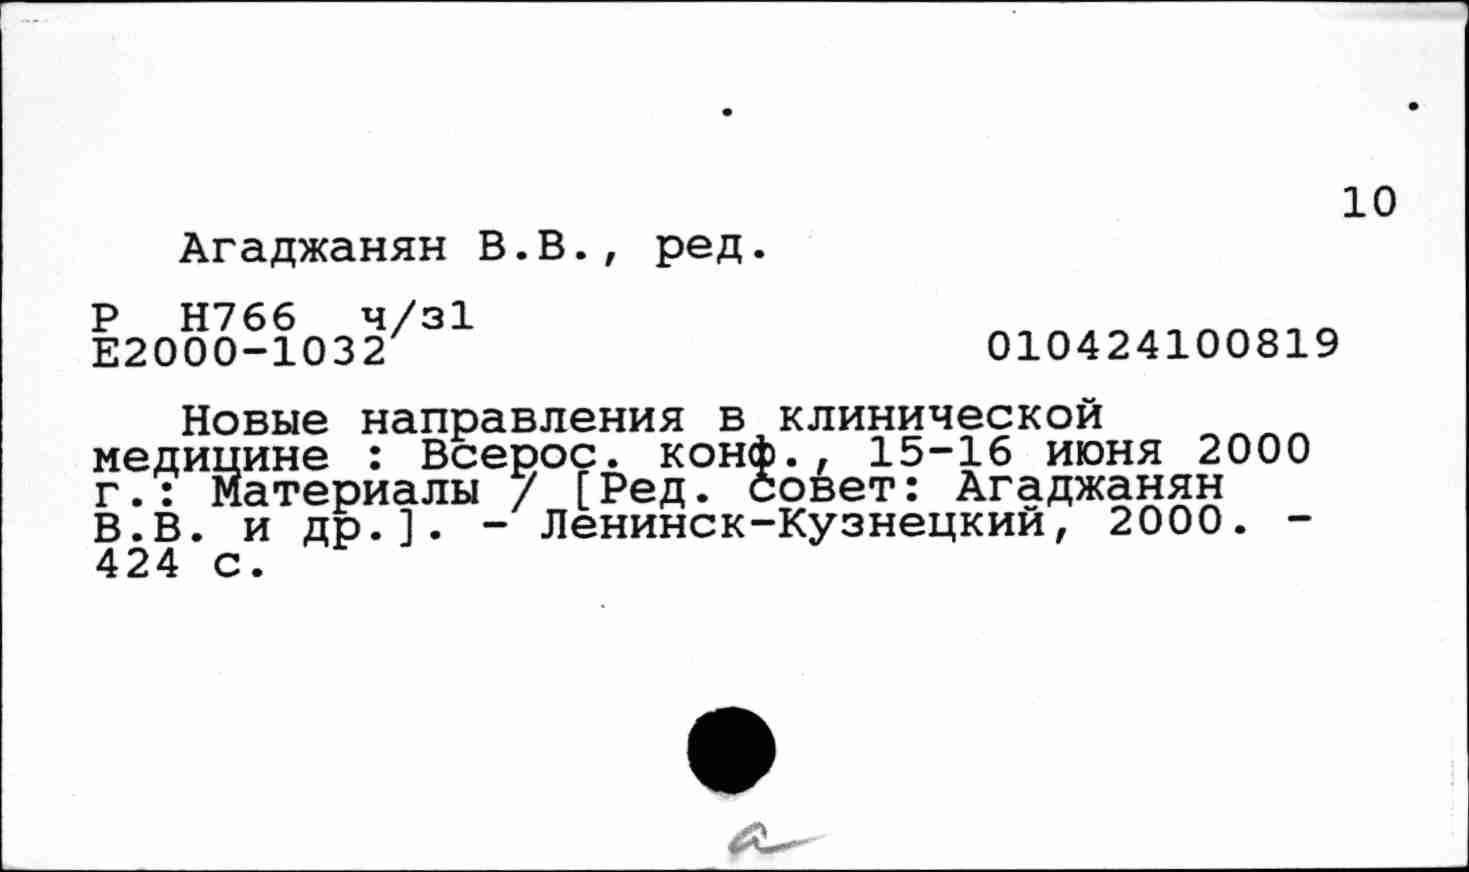 10
Агаджанян В.В., ред.
Р Н766 ч/з1
Е2000-1032
010424100819
Новые направления в клинической
медицине : Всерос. конф., 15-16 июня 2000
г.: Материалы / [Ред. совет: Агаджанян
В.В. и др.]. - Ленинск-Кузнецкий, 2000. -
424 с.
а